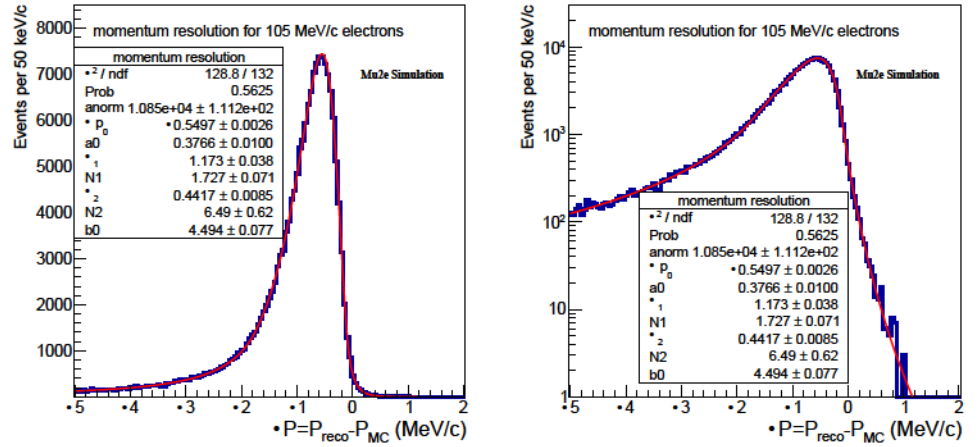 Events per 50 keV/c
8000
7000
6000
5000
4000
3000
2000
1000
momentum resolution for 105 MeV/c electrons
Mu2e Simulation
momentum resolution
•² / ndf 128.8 / 132
Prob 0.5625
anorm 1.085e+04 ± 1.112e+02
• p₀ •0.5497 ± 0.0026
a0 0.3766 ± 0.0100
•₁ 1.173 ± 0.038
N1 1.727 ± 0.071
•₂ 0.4417 ± 0.0085
N2 6.49 ± 0.62
b0 4.494 ± 0.077
•5 •4 •3 •2 •1 0 1 2
• P=P_reco-P_MC (MeV/c)
Events per 50 keV/c
10⁴
10³
10²
10
1
momentum resolution for 105 MeV/c electrons
Mu2e Simulation
momentum resolution
•² / ndf 128.8 / 132
Prob 0.5625
anorm 1.085e+04 ± 1.112e+02
• p₀ •0.5497 ± 0.0026
a0 0.3766 ± 0.0100
•₁ 1.173 ± 0.038
N1 1.727 ± 0.071
•₂ 0.4417 ± 0.0085
N2 6.49 ± 0.62
b0 4.494 ± 0.077
•5 •4 •3 •2 •1 0 1 2
• P=P_reco-P_MC (MeV/c)